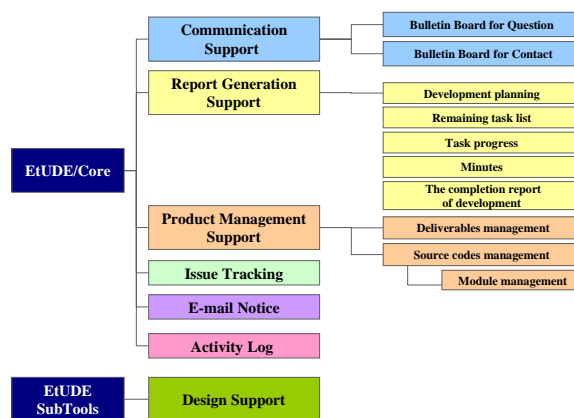 Communication
Support
Bulletin Board for Question
Bulletin Board for Contact
Report Generation
Support
Development planning
Remaining task list
Task progress
Minutes
The completion report
of development
EtUDE/Core
Product Management
Support
Deliverables management
Source codes management
Module management
Issue Tracking
E-mail Notice
Activity Log
EtUDE
SubTools
Design Support